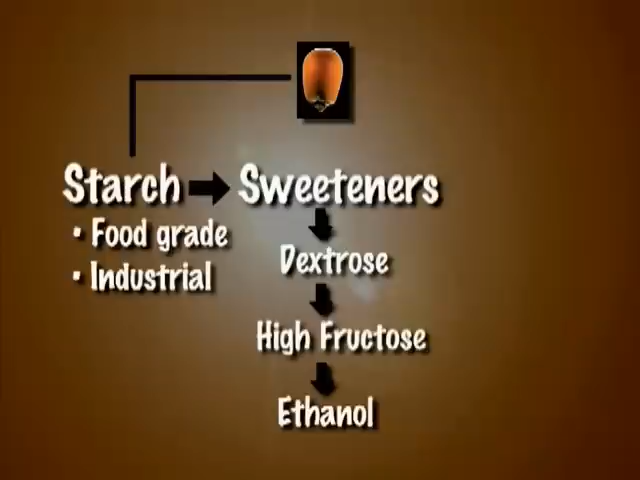 Starch Sweeteners
• Food grade
• Industrial
Dextrose
High Fructose
Ethanol